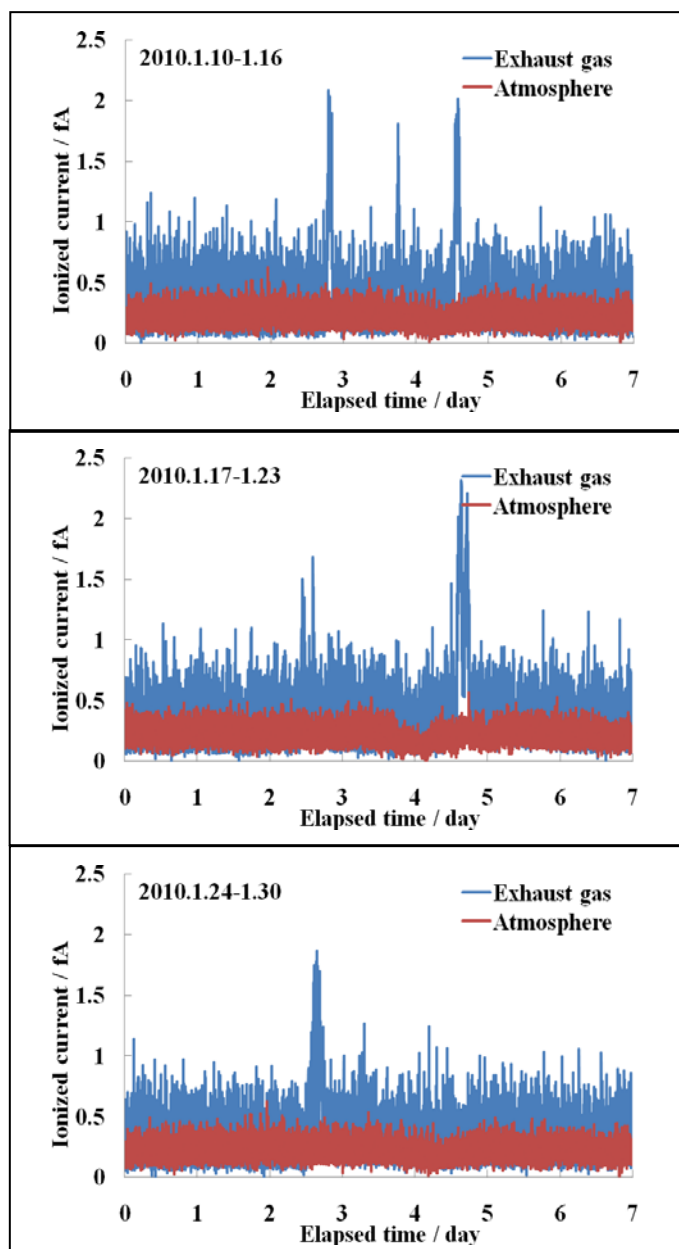 2.5
2010.1.10-1.16
Exhaust gas
Atmosphere
2
1.5
1
0.5
0
Ionized current / fA
0 1 2 3 4 5 6 7
Elapsed time / day
2.5
2010.1.17-1.23
Exhaust gas
Atmosphere
2
1.5
1
0.5
0
Ionized current / fA
0 1 2 3 4 5 6 7
Elapsed time / day
2.5
2010.1.24-1.30
Exhaust gas
Atmosphere
2
1.5
1
0.5
0
Ionized current / fA
0 1 2 3 4 5 6 7
Elapsed time / day